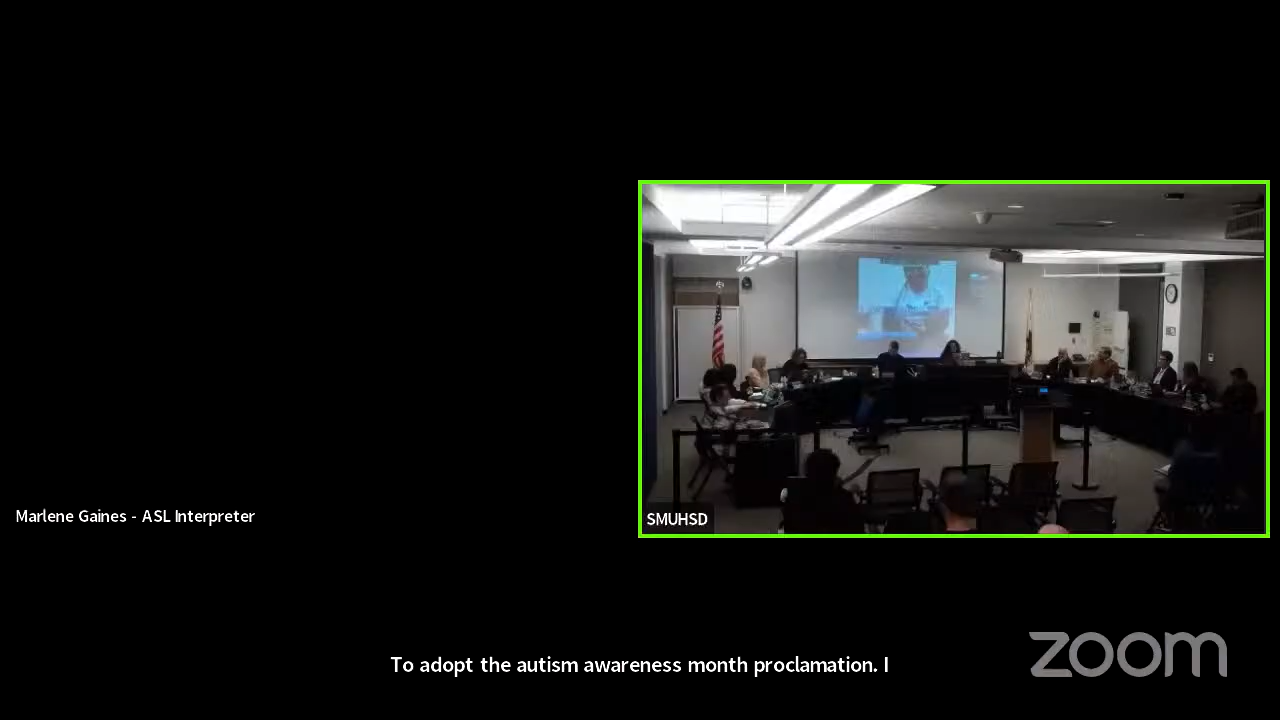 Marlene Gaines - ASL Interpreter
SMUHSD
To adopt the autism awareness month proclamation. I
zoom